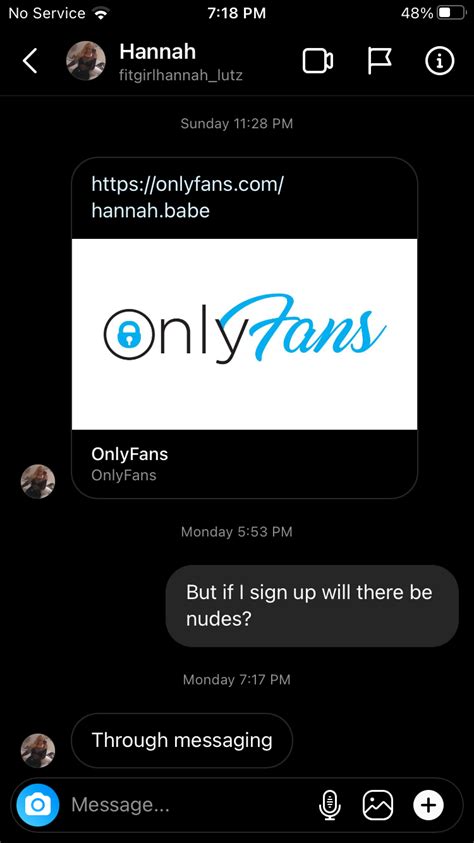 No Service 7:18 PM 48%
Hannah
fitgirlhannah_lutz
Sunday 11:28 PM
https://onlyfans.com/
hannah.babe
OnlyFans
OnlyFans
OnlyFans
Monday 5:53 PM
But if I sign up will there be
nudes?
Monday 7:17 PM
Through messaging
Message...